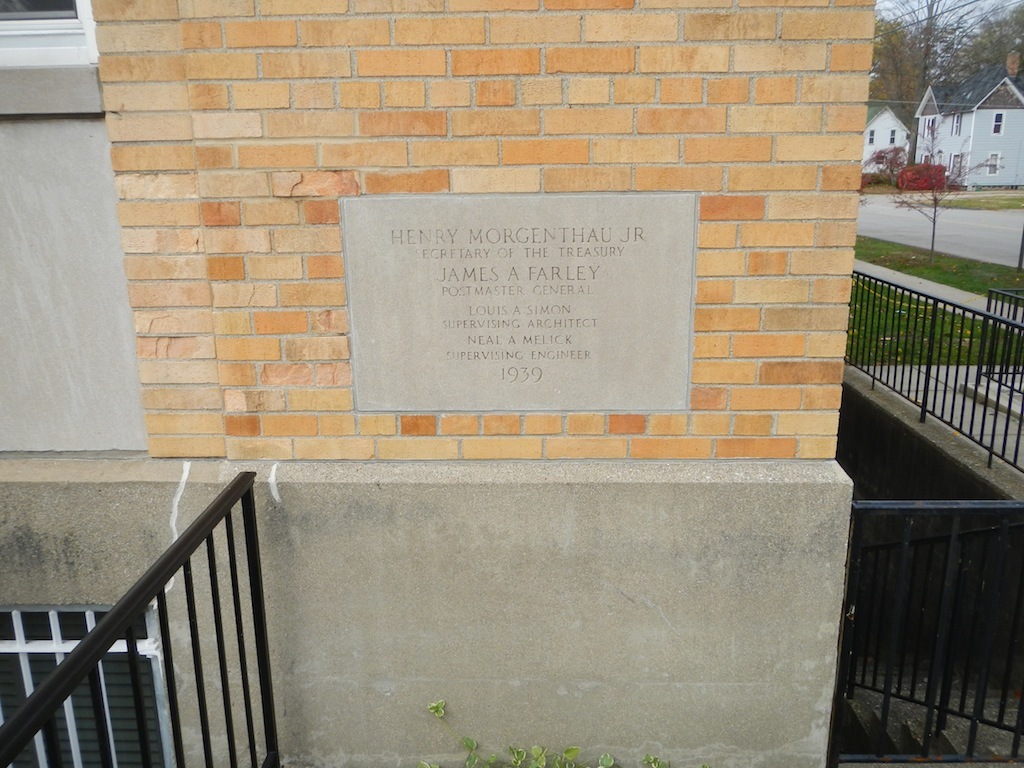 HENRY MORGENTHAU JR
SECRETARY OF THE TREASURY
JAMES A FARLEY
POSTMASTER GENERAL
LOUIS A SIMON
SUPERVISING ARCHITECT
NEAL A MELICK
SUPERVISING ENGINEER
1939